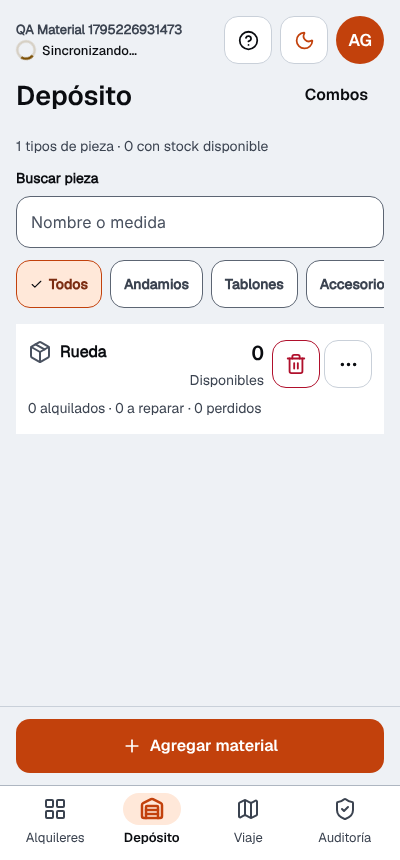 QA Material 1795226931473
Sincronizando...
AG
Depósito
Combos
1 tipos de pieza · 0 con stock disponible
Buscar pieza
Nombre o medida
Todos
Andamios
Tablones
Accesorio
Rueda
0
Disponibles
0 alquilados · 0 a reparar · 0 perdidos
Agregar material
Alquileres
Depósito
Viaje
Auditoría